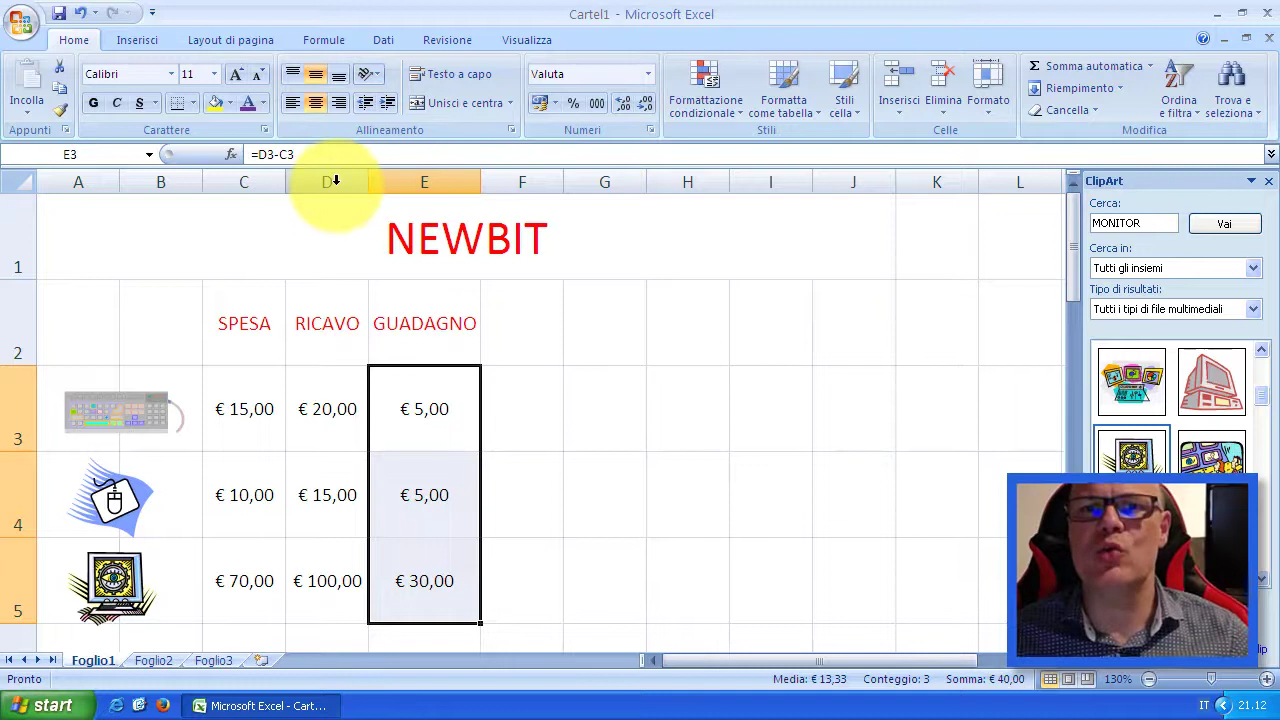 Cartel1 - Microsoft Excel
Home Inserisci Layout di pagina Formule Dati Revisione Visualizza
Incolla
Appunti
Calibri 11
G C S
Carattere
Testo a capo
Unisci e centra
Allineamento
Valuta
% 000
Numeri
Formattazione condizionale
Formatta come tabella
Stili cella
Stili
Inserisci Elimina Formato
Celle
Somma automatica
Riempimento
Cancella
Ordina e filtra
Trova e seleziona
Modifica
E3 fx =D3-C3
A B C D E F G H I J K L
1 NEWBIT
2 SPESA RICAVO GUADAGNO
3 € 15,00 € 20,00 € 5,00
4 € 10,00 € 15,00 € 5,00
5 € 70,00 € 100,00 € 30,00
ClipArt
Cerca:
MONITOR Vai
Cerca in:
Tutti gli insiemi
Tipo di risultati:
Tutti i tipi di file multimediali
Foglio1 Foglio2 Foglio3
Pronto Media: € 13,33 Conteggio: 3 Somma: € 40,00 130%
start Microsoft Excel - Cart... IT 21.12